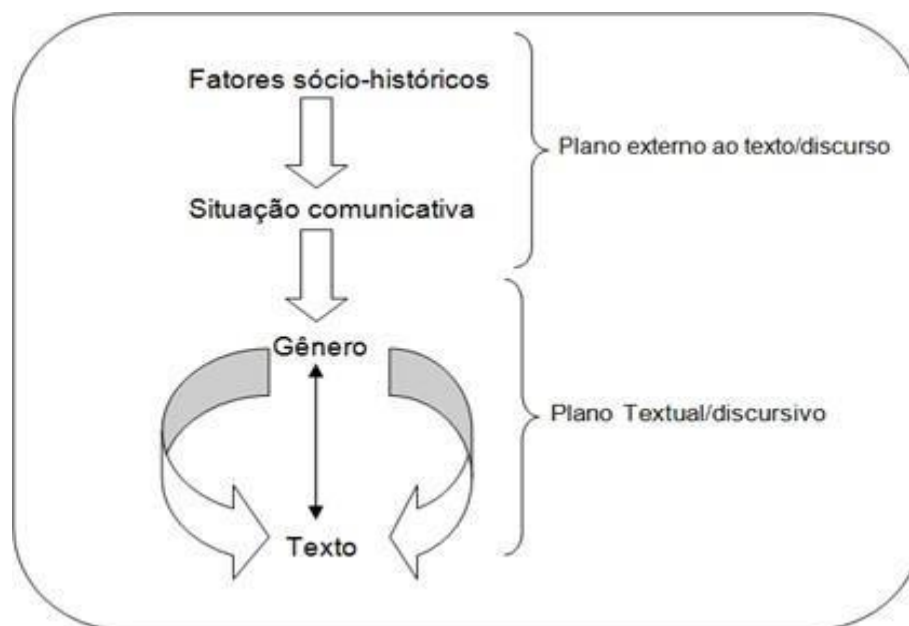 Fatores sócio-históricos
Plano externo ao texto/discurso
Situação comunicativa
Gênero
Plano Textual/discursivo
Texto